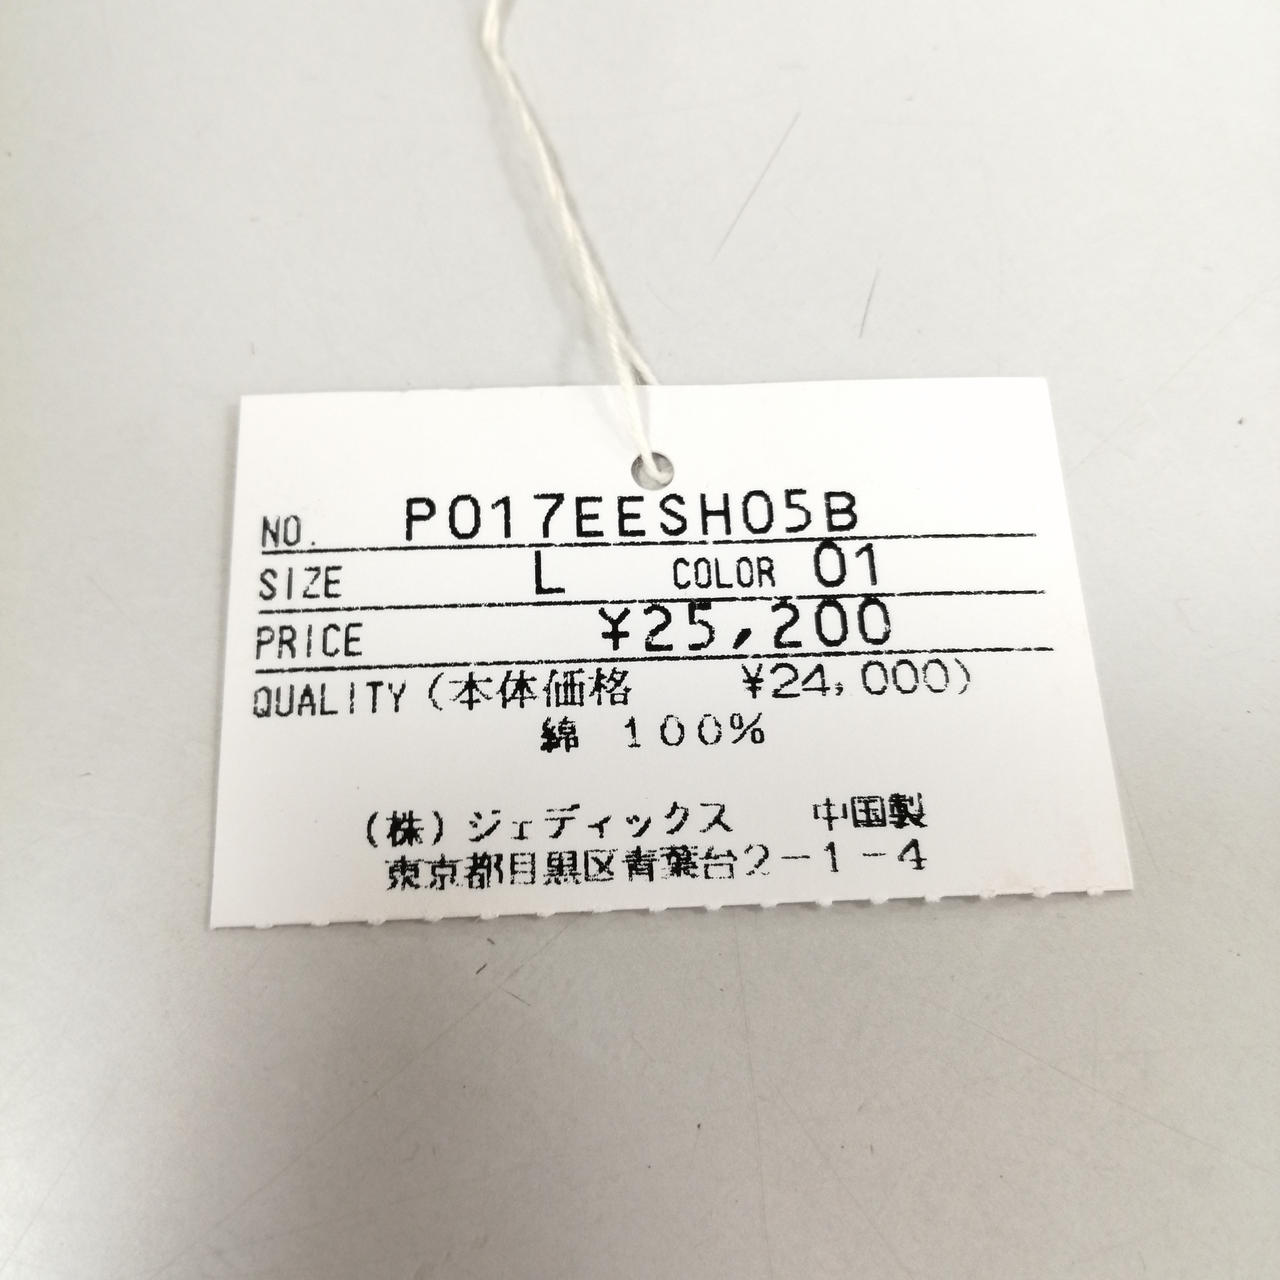 NO. P017EESH05B
SIZE L COLOR 01
PRICE ¥25,200
QUALITY (本体価格 ¥24,000)
綿 100%
(株)ジェディックス 中国製
東京都目黒区青葉台2-1-4